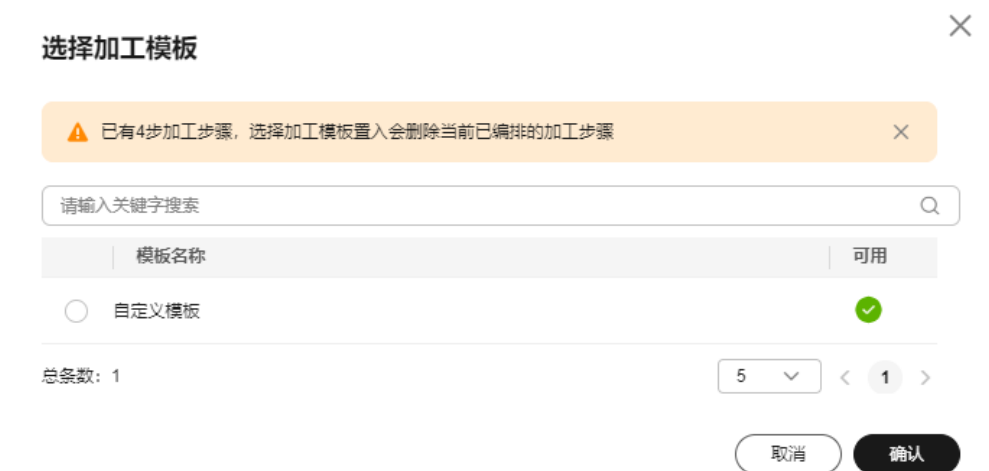 选择加工模板
已有4步加工步骤，选择加工模板置入会删除当前已编排的加工步骤
请输入关键字搜索
模板名称 可用
自定义模板
总条数：1 5 1
取消 确认